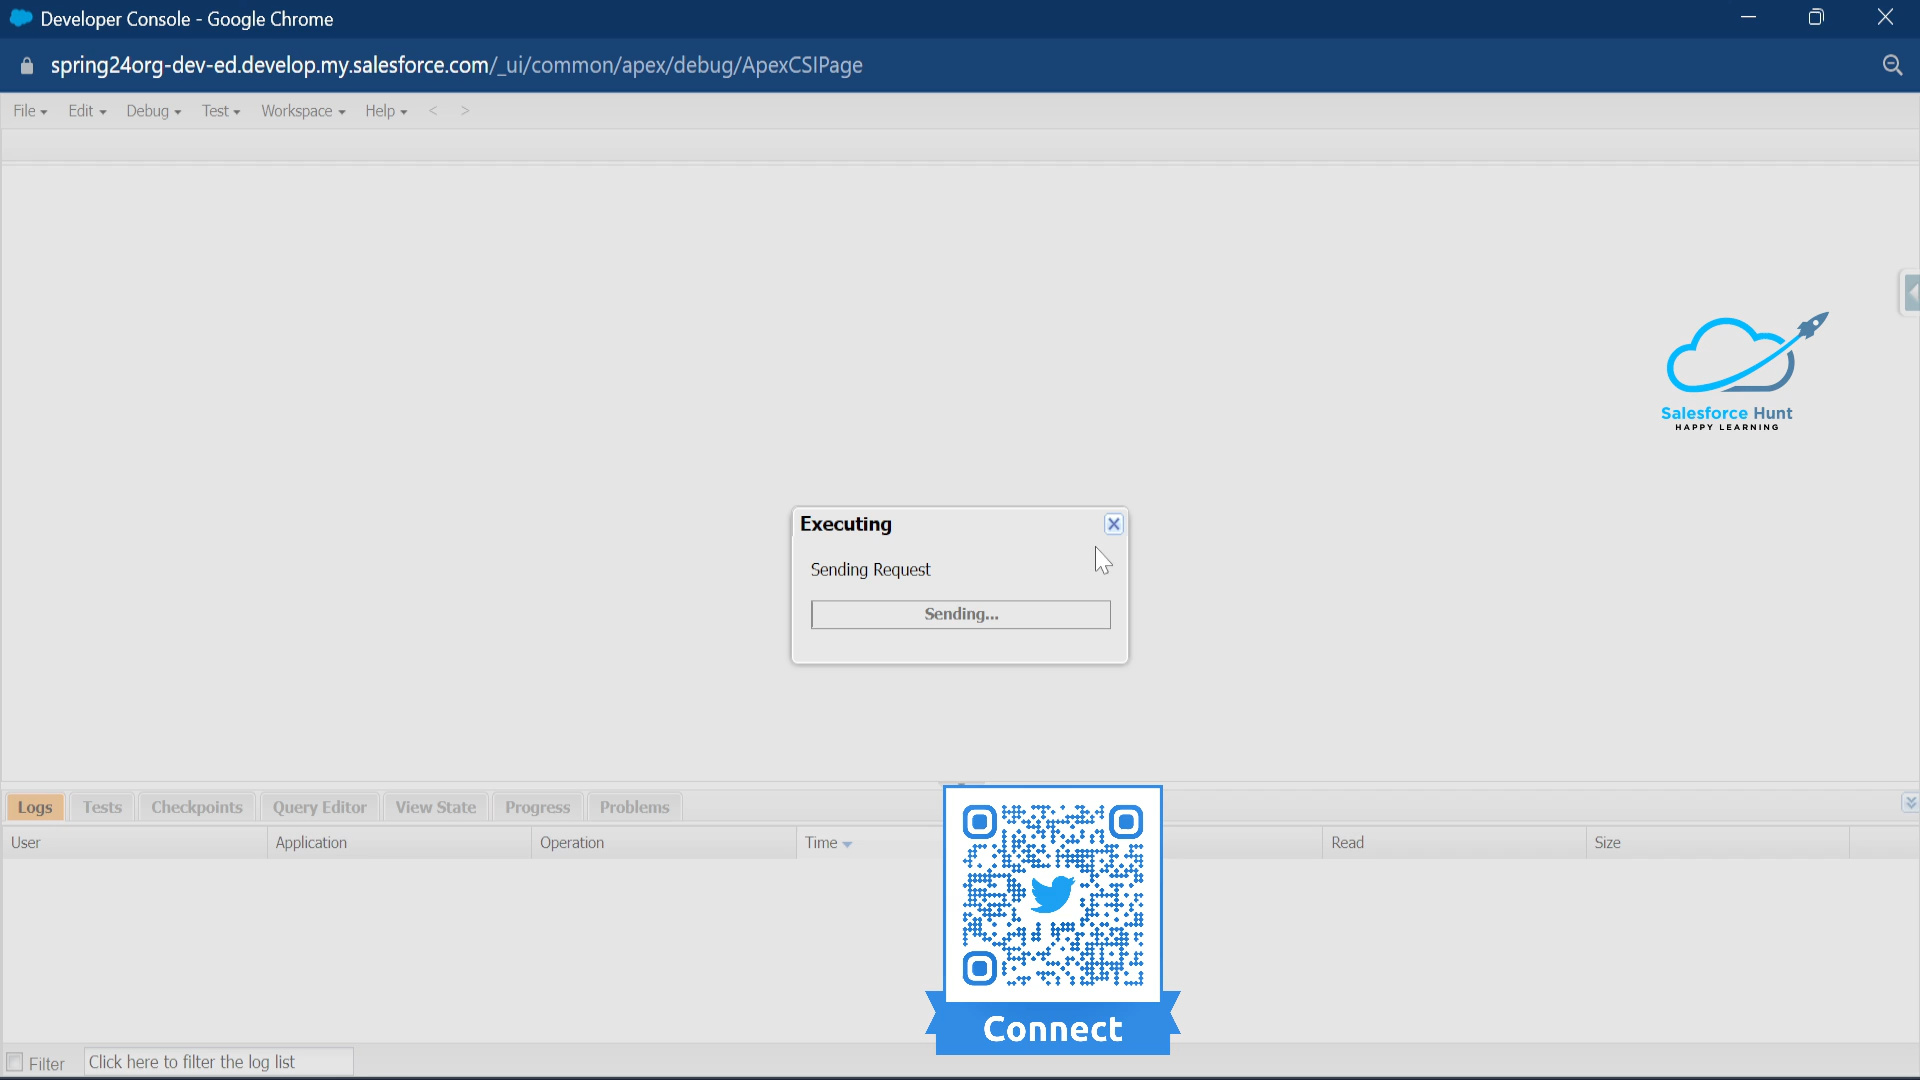 Developer Console - Google Chrome
spring24org-dev-ed.develop.my.salesforce.com/_ui/common/apex/debug/ApexCSIPage
File Edit Debug Test Workspace Help < >
Salesforce Hunt
HAPPY LEARNING
Executing
Sending Request
Sending...
Logs Tests Checkpoints Query Editor View State Progress Problems
User Application Operation Time Read Size
Connect
Filter Click here to filter the log list